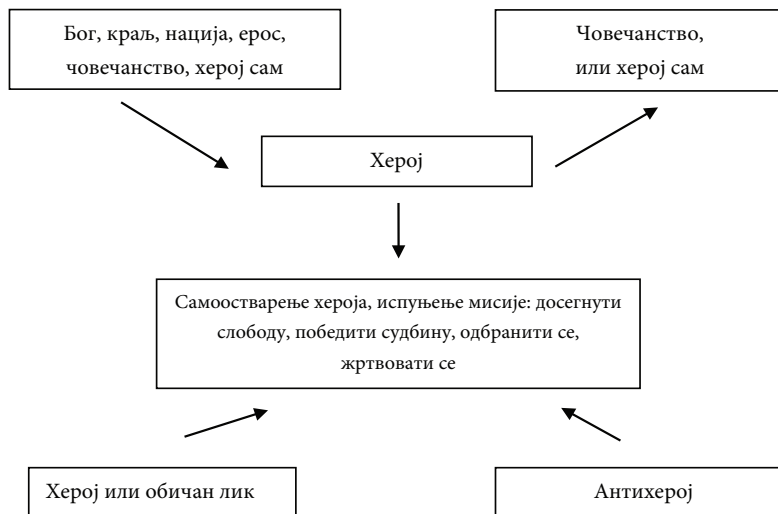 Бог, краљ, нација, ерос,
човечанство, херој сам
Човечанство,
или херој сам
Херој
Самоостварење хероја, испуњење мисије: досегнути
слободу, победити судбину, одбранити се,
жртвовати се
Херој или обичан лик
Антихерој